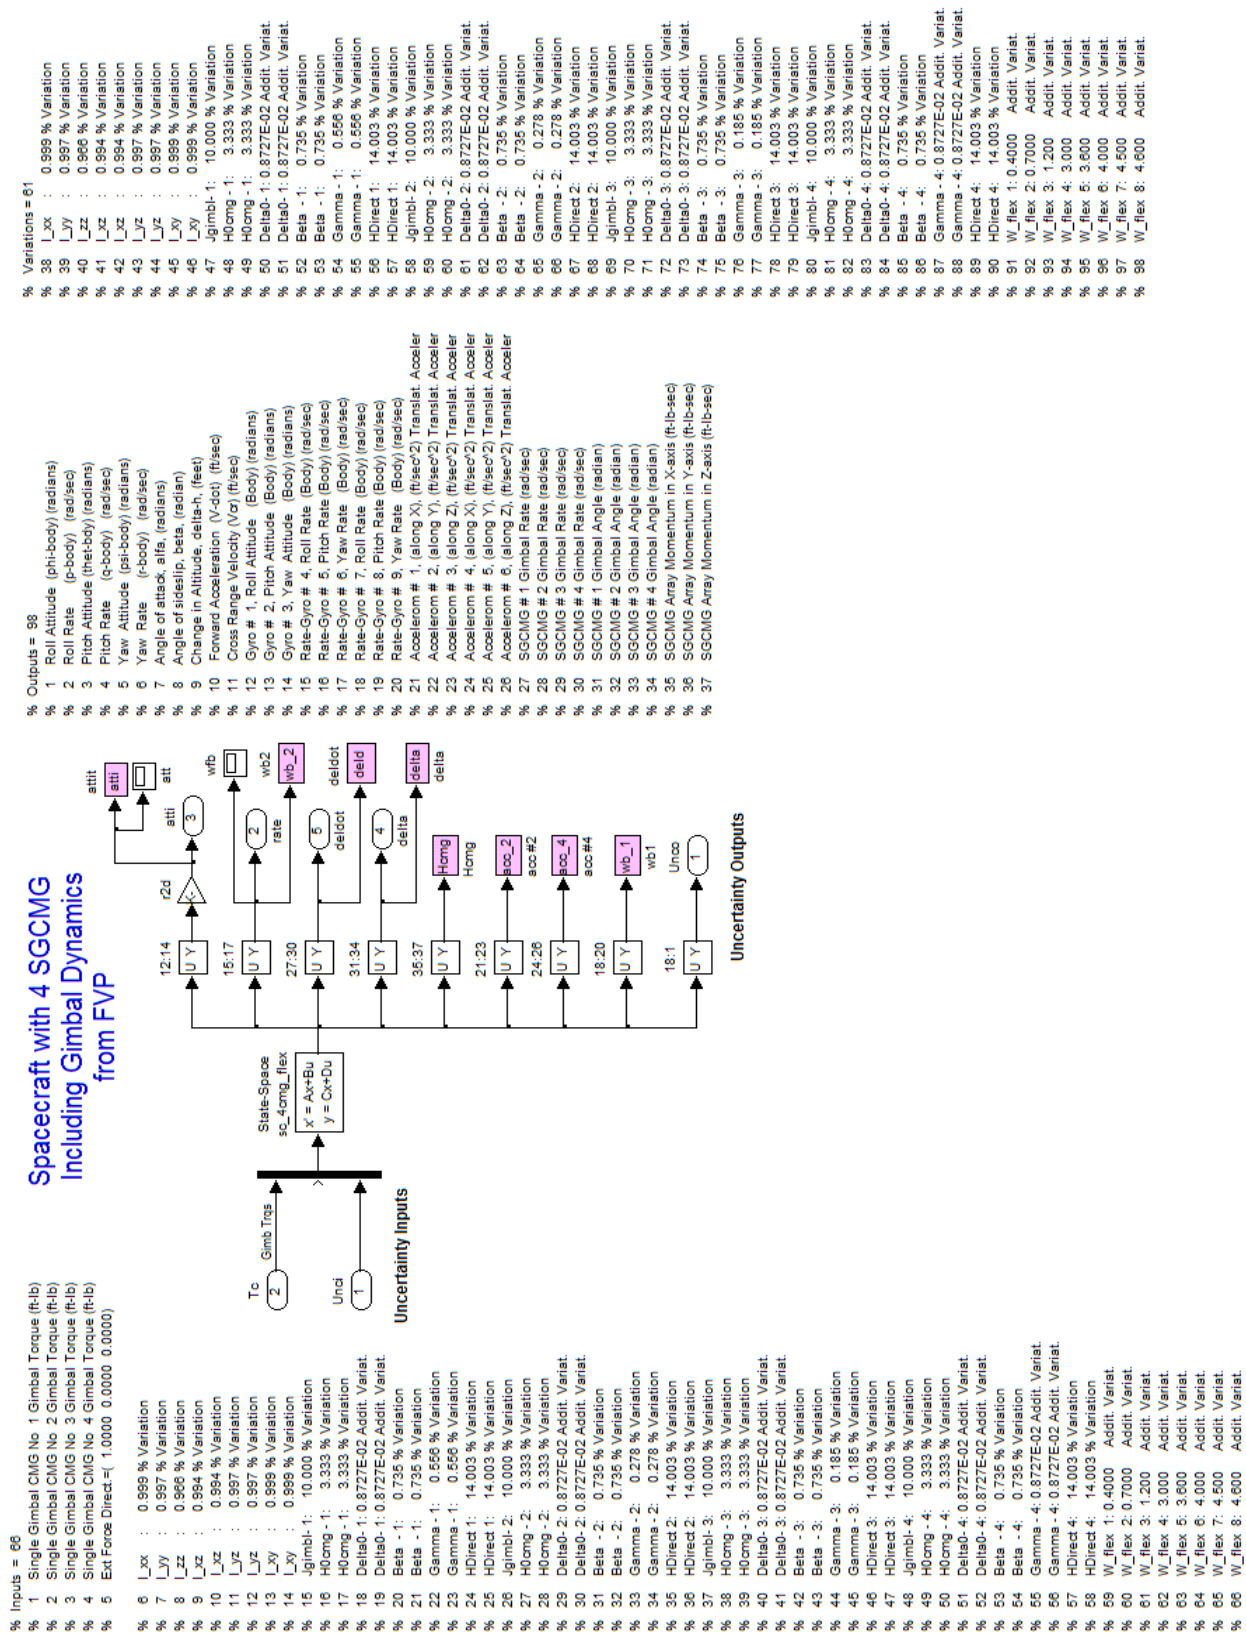 Spacecraft with 4 SGCMG
Including Gimbal Dynamics
from FVP
% Inputs = 66
% 1 Single Gimbal CMG No 1 Gimbal Torque (ft-lb)
% 2 Single Gimbal CMG No 2 Gimbal Torque (ft-lb)
% 3 Single Gimbal CMG No 3 Gimbal Torque (ft-lb)
% 4 Single Gimbal CMG No 4 Gimbal Torque (ft-lb)
% 5 Ext Force Direct.=( 1.0000 0.0000 0.0000)
% 6 I_xx : 0.999 % Variation
% 7 I_yy : 0.997 % Variation
% 8 I_zz : 0.966 % Variation
% 9 I_xz : 0.994 % Variation
% 10 I_xz : 0.994 % Variation
% 11 I_yz : 0.997 % Variation
% 12 I_yz : 0.997 % Variation
% 13 I_xy : 0.999 % Variation
% 14 I_xy : 0.999 % Variation
% 15 Jgimbl- 1: 10.000 % Variation
% 16 H0cmg - 1: 3.333 % Variation
% 17 H0cmg - 1: 3.333 % Variation
% 18 Delta0- 1: 0.8727E-02 Addit. Variat.
% 19 Delta0- 1: 0.8727E-02 Addit. Variat.
% 20 Beta - 1: 0.735 % Variation
% 21 Beta - 1: 0.735 % Variation
% 22 Gamma - 1: 0.556 % Variation
% 23 Gamma - 1: 0.556 % Variation
% 24 HDirect 1: 14.003 % Variation
% 25 HDirect 1: 14.003 % Variation
% 26 Jgimbl- 2: 10.000 % Variation
% 27 H0cmg - 2: 3.333 % Variation
% 28 H0cmg - 2: 3.333 % Variation
% 29 Delta0- 2: 0.8727E-02 Addit. Variat.
% 30 Delta0- 2: 0.8727E-02 Addit. Variat.
% 31 Beta - 2: 0.735 % Variation
% 32 Beta - 2: 0.735 % Variation
% 33 Gamma - 2: 0.278 % Variation
% 34 Gamma - 2: 0.278 % Variation
% 35 HDirect 2: 14.003 % Variation
% 36 HDirect 2: 14.003 % Variation
% 37 Jgimbl- 3: 10.000 % Variation
% 38 H0cmg - 3: 3.333 % Variation
% 39 H0cmg - 3: 3.333 % Variation
% 40 Delta0- 3: 0.8727E-02 Addit. Variat.
% 41 Delta0- 3: 0.8727E-02 Addit. Variat.
% 42 Beta - 3: 0.735 % Variation
% 43 Beta - 3: 0.735 % Variation
% 44 Gamma - 3: 0.185 % Variation
% 45 Gamma - 3: 0.185 % Variation
% 46 HDirect 3: 14.003 % Variation
% 47 HDirect 3: 14.003 % Variation
% 48 Jgimbl- 4: 10.000 % Variation
% 49 H0cmg - 4: 3.333 % Variation
% 50 H0cmg - 4: 3.333 % Variation
% 51 Delta0- 4: 0.8727E-02 Addit. Variat.
% 52 Delta0- 4: 0.8727E-02 Addit. Variat.
% 53 Beta - 4: 0.735 % Variation
% 54 Beta - 4: 0.735 % Variation
% 55 Gamma - 4: 0.8727E-02 Addit. Variat.
% 56 Gamma - 4: 0.8727E-02 Addit. Variat.
% 57 HDirect 4: 14.003 % Variation
% 58 HDirect 4: 14.003 % Variation
% 59 W_flex 1: 0.4000 Addit. Variat.
% 60 W_flex 2: 0.7000 Addit. Variat.
% 61 W_flex 3: 1.200 Addit. Variat.
% 62 W_flex 4: 3.000 Addit. Variat.
% 63 W_flex 5: 3.600 Addit. Variat.
% 64 W_flex 6: 4.000 Addit. Variat.
% 65 W_flex 7: 4.500 Addit. Variat.
% 66 W_flex 8: 4.600 Addit. Variat.
Tc
2
Gimb Trqs
Unci
1
Uncertainty Inputs
State-Space
sc_4cmg_flex
x' = Ax+Bu
y = Cx+Du
12:14
U Y
r2d
K-
atti
3
attit
atti
att
15:17
U Y
rate
2
wfb
wb2
wb_2
27:30
U Y
5
deldot
deldot
deld
31:34
U Y
4
delta
delta
delta
35:37
U Y
Hcmg
Hcmg
21:23
U Y
acc_2
acc #2
24:26
U Y
acc_4
acc #4
18:20
U Y
wb_1
wb1
18:1
U Y
Unco
1
Uncertainty Outputs
% Outputs = 98
% 1 Roll Attitude (phi-body) (radians)
% 2 Roll Rate (p-body) (rad/sec)
% 3 Pitch Attitude (thet-bdy) (radians)
% 4 Pitch Rate (q-body) (rad/sec)
% 5 Yaw Attitude (psi-body) (radians)
% 6 Yaw Rate (r-body) (rad/sec)
% 7 Angle of attack, alfa, (radians)
% 8 Angle of sideslip, beta, (radian)
% 9 Change in Altitude, delta-h, (feet)
% 10 Forward Acceleration (V-dot) (ft/sec)
% 11 Cross Range Velocity (Vcr) (ft/sec)
% 12 Gyro # 1, Roll Attitude (Body) (radians)
% 13 Gyro # 2, Pitch Attitude (Body) (radians)
% 14 Gyro # 3, Yaw Attitude (Body) (radians)
% 15 Rate-Gyro # 4, Roll Rate (Body) (rad/sec)
% 16 Rate-Gyro # 5, Pitch Rate (Body) (rad/sec)
% 17 Rate-Gyro # 6, Yaw Rate (Body) (rad/sec)
% 18 Rate-Gyro # 7, Roll Rate (Body) (rad/sec)
% 19 Rate-Gyro # 8, Pitch Rate (Body) (rad/sec)
% 20 Rate-Gyro # 9, Yaw Rate (Body) (rad/sec)
% 21 Accelerom # 1, (along X), (ft/sec^2) Translat. Acceler
% 22 Accelerom # 2, (along Y), (ft/sec^2) Translat. Acceler
% 23 Accelerom # 3, (along Z), (ft/sec^2) Translat. Acceler
% 24 Accelerom # 4, (along X), (ft/sec^2) Translat. Acceler
% 25 Accelerom # 5, (along Y), (ft/sec^2) Translat. Acceler
% 26 Accelerom # 6, (along Z), (ft/sec^2) Translat. Acceler
% 27 SGCMG # 1 Gimbal Rate (rad/sec)
% 28 SGCMG # 2 Gimbal Rate (rad/sec)
% 29 SGCMG # 3 Gimbal Rate (rad/sec)
% 30 SGCMG # 4 Gimbal Rate (rad/sec)
% 31 SGCMG # 1 Gimbal Angle (radian)
% 32 SGCMG # 2 Gimbal Angle (radian)
% 33 SGCMG # 3 Gimbal Angle (radian)
% 34 SGCMG # 4 Gimbal Angle (radian)
% 35 SGCMG Array Momentum in X-axis (ft-lb-sec)
% 36 SGCMG Array Momentum in Y-axis (ft-lb-sec)
% 37 SGCMG Array Momentum in Z-axis (ft-lb-sec)
% Variations = 61
% 38 I_xx : 0.999 % Variation
% 39 I_yy : 0.997 % Variation
% 40 I_zz : 0.966 % Variation
% 41 I_xz : 0.994 % Variation
% 42 I_xz : 0.994 % Variation
% 43 I_yz : 0.997 % Variation
% 44 I_yz : 0.997 % Variation
% 45 I_xy : 0.999 % Variation
% 46 I_xy : 0.999 % Variation
% 47 Jgimbl- 1: 10.000 % Variation
% 48 H0cmg - 1: 3.333 % Variation
% 49 H0cmg - 1: 3.333 % Variation
% 50 Delta0- 1: 0.8727E-02 Addit. Variat.
% 51 Delta0- 1: 0.8727E-02 Addit. Variat.
% 52 Beta - 1: 0.735 % Variation
% 53 Beta - 1: 0.735 % Variation
% 54 Gamma - 1: 0.556 % Variation
% 55 Gamma - 1: 0.556 % Variation
% 56 HDirect 1: 14.003 % Variation
% 57 HDirect 1: 14.003 % Variation
% 58 Jgimbl- 2: 10.000 % Variation
% 59 H0cmg - 2: 3.333 % Variation
% 60 H0cmg - 2: 3.333 % Variation
% 61 Delta0- 2: 0.8727E-02 Addit. Variat.
% 62 Delta0- 2: 0.8727E-02 Addit. Variat.
% 63 Beta - 2: 0.735 % Variation
% 64 Beta - 2: 0.735 % Variation
% 65 Gamma - 2: 0.278 % Variation
% 66 Gamma - 2: 0.278 % Variation
% 67 HDirect 2: 14.003 % Variation
% 68 HDirect 2: 14.003 % Variation
% 69 Jgimbl- 3: 10.000 % Variation
% 70 H0cmg - 3: 3.333 % Variation
% 71 H0cmg - 3: 3.333 % Variation
% 72 Delta0- 3: 0.8727E-02 Addit. Variat.
% 73 Delta0- 3: 0.8727E-02 Addit. Variat.
% 74 Beta - 3: 0.735 % Variation
% 75 Beta - 3: 0.735 % Variation
% 76 Gamma - 3: 0.185 % Variation
% 77 Gamma - 3: 0.185 % Variation
% 78 HDirect 3: 14.003 % Variation
% 79 HDirect 3: 14.003 % Variation
% 80 Jgimbl- 4: 10.000 % Variation
% 81 H0cmg - 4: 3.333 % Variation
% 82 H0cmg - 4: 3.333 % Variation
% 83 Delta0- 4: 0.8727E-02 Addit. Variat.
% 84 Delta0- 4: 0.8727E-02 Addit. Variat.
% 85 Beta - 4: 0.735 % Variation
% 86 Beta - 4: 0.735 % Variation
% 87 Gamma - 4: 0.8727E-02 Addit. Variat.
% 88 Gamma - 4: 0.8727E-02 Addit. Variat.
% 89 HDirect 4: 14.003 % Variation
% 90 HDirect 4: 14.003 % Variation
% 91 W_flex 1: 0.4000 Addit. Variat.
% 92 W_flex 2: 0.7000 Addit. Variat.
% 93 W_flex 3: 1.200 Addit. Variat.
% 94 W_flex 4: 3.000 Addit. Variat.
% 95 W_flex 5: 3.600 Addit. Variat.
% 96 W_flex 6: 4.000 Addit. Variat.
% 97 W_flex 7: 4.500 Addit. Variat.
% 98 W_flex 8: 4.600 Addit. Variat.